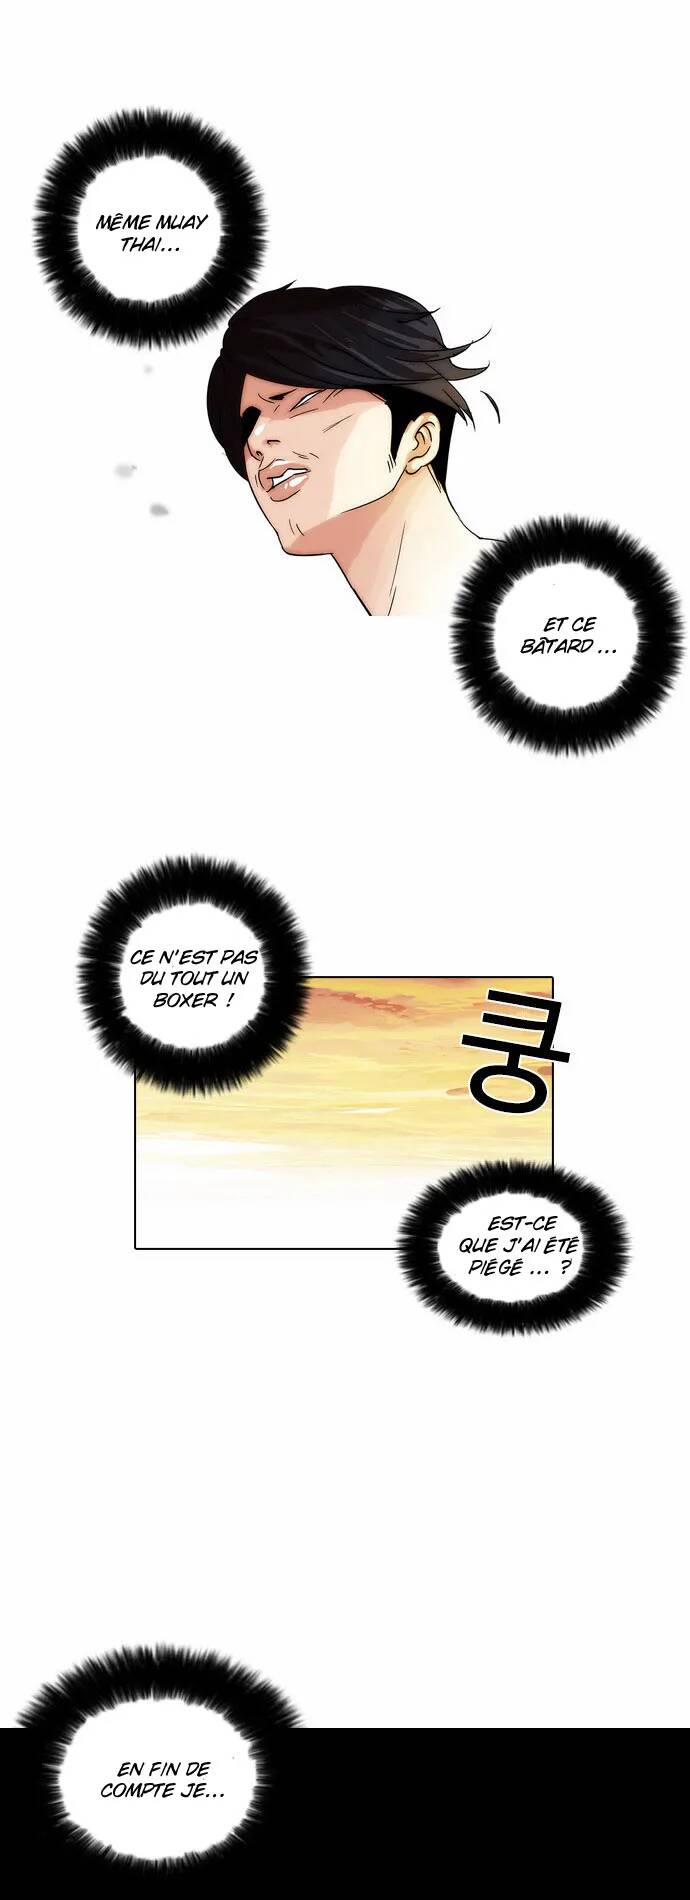 MÊME MUAY
THAI...
ET CE
BÂTARD ...
CE N'EST PAS
DU TOUT UN
BOXER !
쿵
EST-CE
QUE J'AI ÉTÉ
PIÉGÉ ... ?
EN FIN DE
COMPTE JE...